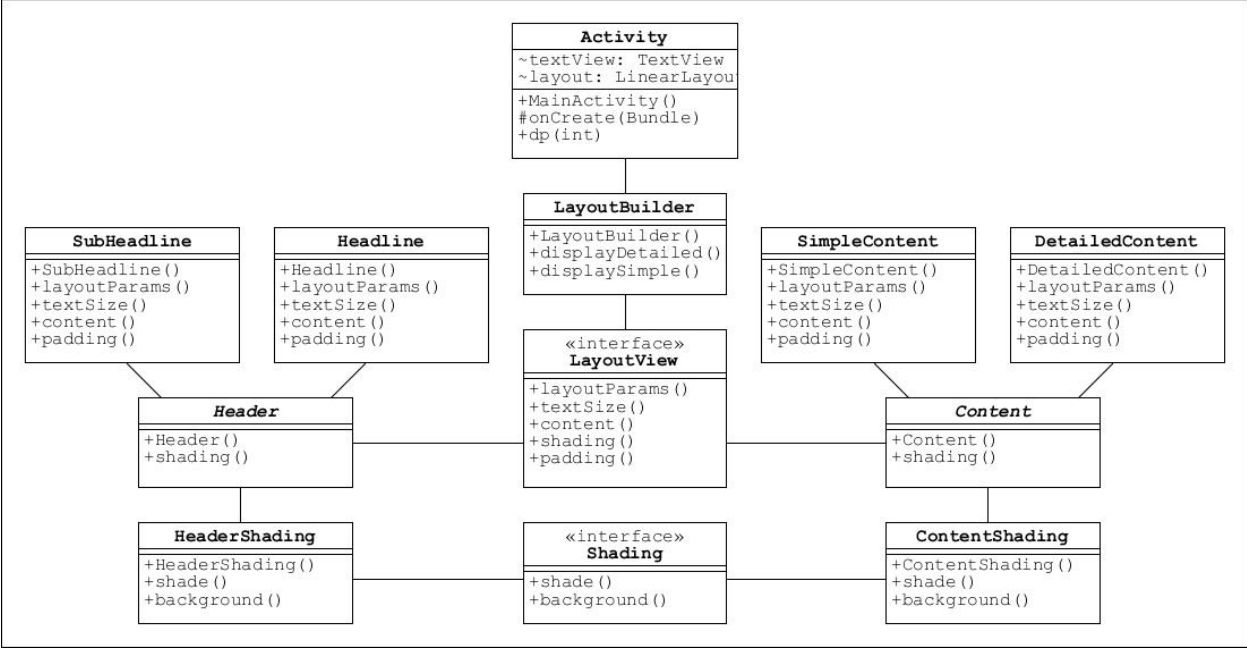 Activity
~textView: TextView
~layout: LinearLayou
+MainActivity()
#onCreate(Bundle)
+dp(int)
LayoutBuilder
+LayoutBuilder()
+displayDetailed()
+displaySimple()
SubHeadline
+SubHeadline()
+layoutParams()
+textSize()
+content()
+padding()
Headline
+Headline()
+layoutParams()
+textSize()
+content()
+padding()
SimpleContent
+SimpleContent()
+layoutParams()
+textSize()
+content()
+padding()
DetailedContent
+DetailedContent()
+layoutParams()
+textSize()
+content()
+padding()
«interface»
LayoutView
+layoutParams()
+textSize()
+content()
+shading()
+padding()
Header
+Header()
+shading()
Content
+Content()
+shading()
HeaderShading
+HeaderShading()
+shade()
+background()
«interface»
Shading
+shade()
+background()
ContentShading
+ContentShading()
+shade()
+background()